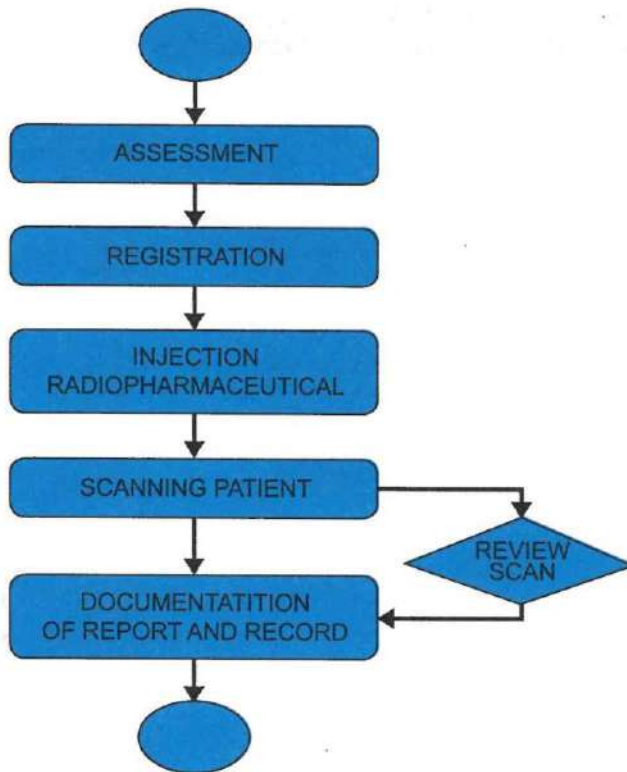 ASSESSMENT
REGISTRATION
INJECTION
RADIOPHARMACEUTICAL
SCANNING PATIENT
REVIEW
SCAN
DOCUMENTATITION
OF REPORT AND RECORD